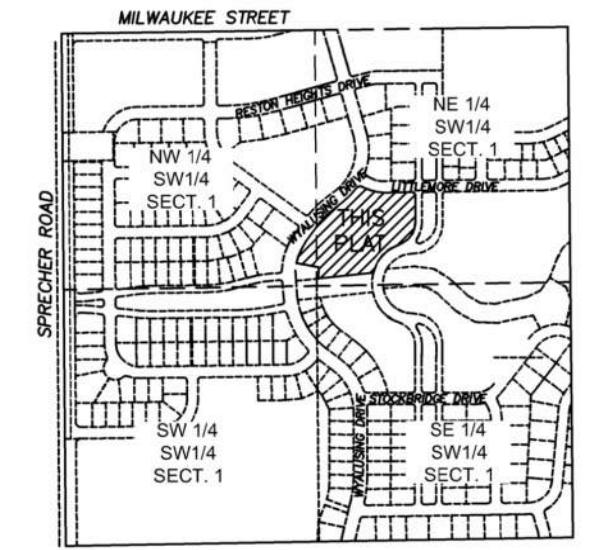 MILWAUKEE STREET
RESTON HEIGHTS DRIVE
NE 1/4
SW1/4
SECT. 1
NW 1/4
SW1/4
SECT. 1
LITTLEMORE DRIVE
WYALUSING DRIVE
THIS
PLAT
SPRECHER ROAD
STOCKBRIDGE DRIVE
WYALUSING DRIVE
SW 1/4
SW1/4
SECT. 1
SE 1/4
SW1/4
SECT. 1